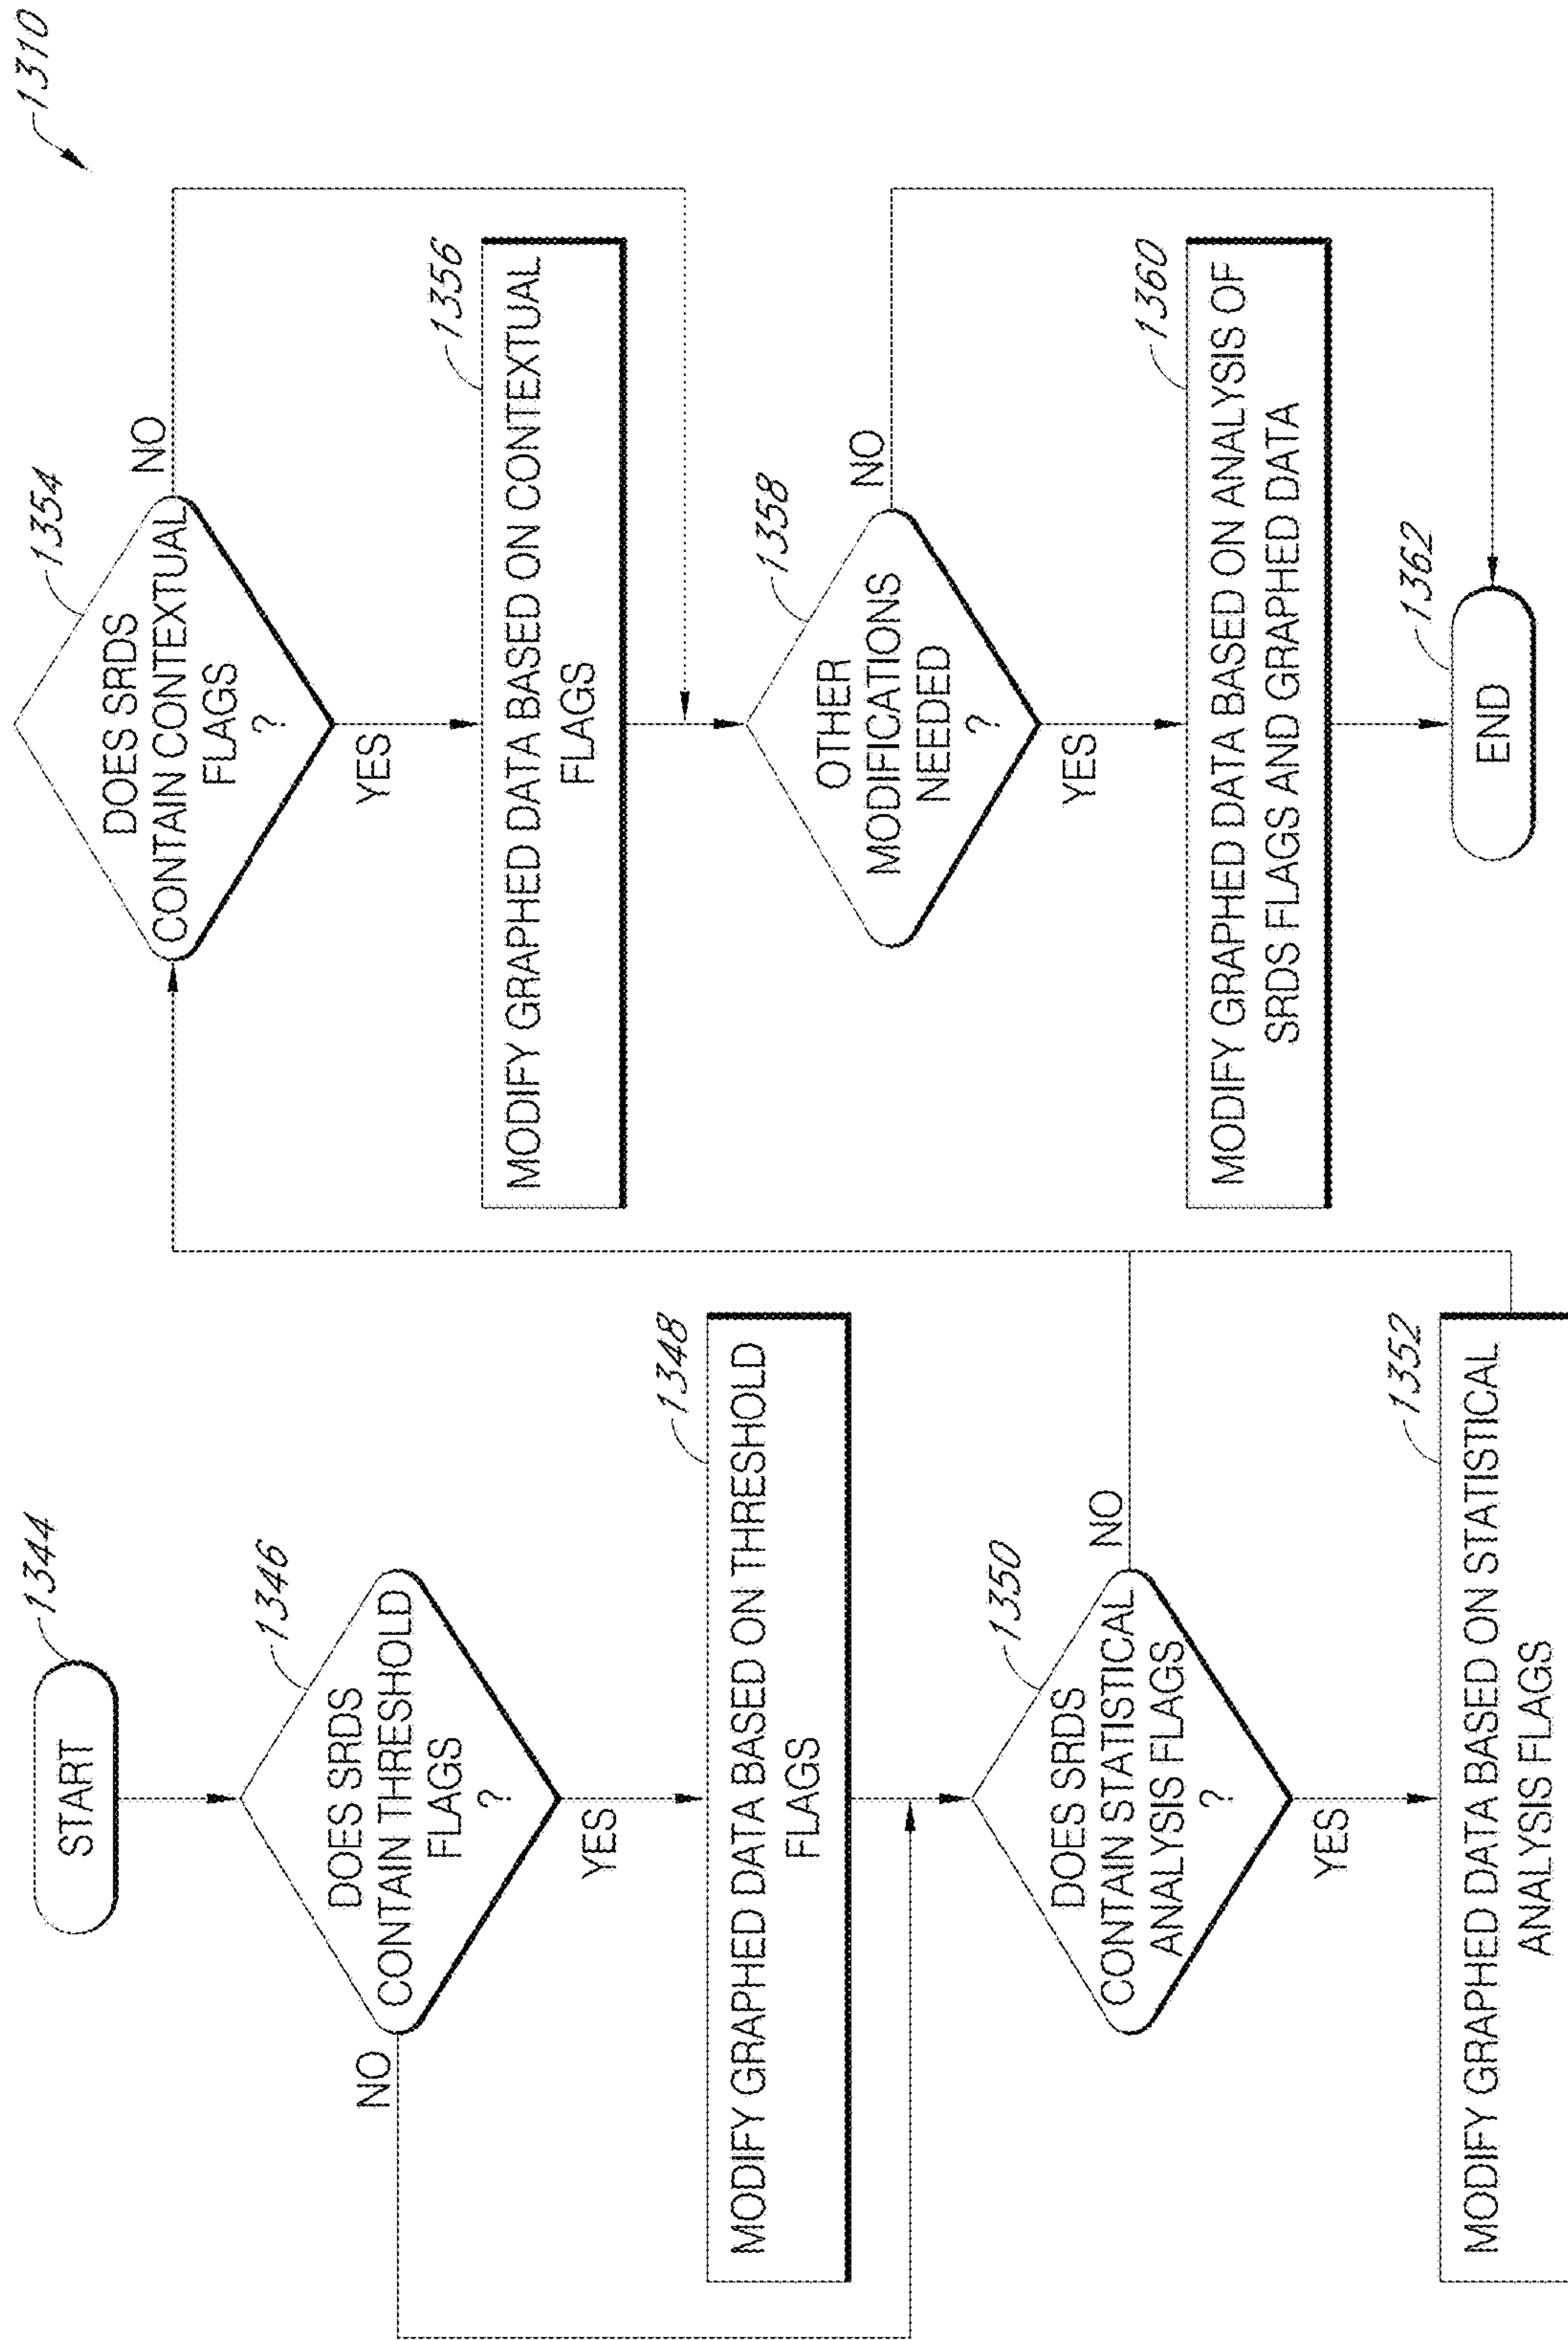 1310
START
1344
DOES SRDS
CONTAIN THRESHOLD
FLAGS
?
1346
NO
YES
MODIFY GRAPHED DATA BASED ON THRESHOLD
FLAGS
1348
DOES SRDS
CONTAIN STATISTICAL
ANALYSIS FLAGS
?
1350
NO
YES
MODIFY GRAPHED DATA BASED ON STATISTICAL
ANALYSIS FLAGS
1352
DOES SRDS
CONTAIN CONTEXTUAL
FLAGS
?
1354
NO
YES
MODIFY GRAPHED DATA BASED ON CONTEXTUAL
FLAGS
1356
OTHER
MODIFICATIONS
NEEDED
?
1358
NO
YES
MODIFY GRAPHED DATA BASED ON ANALYSIS OF
SRDS FLAGS AND GRAPHED DATA
1360
END
1362